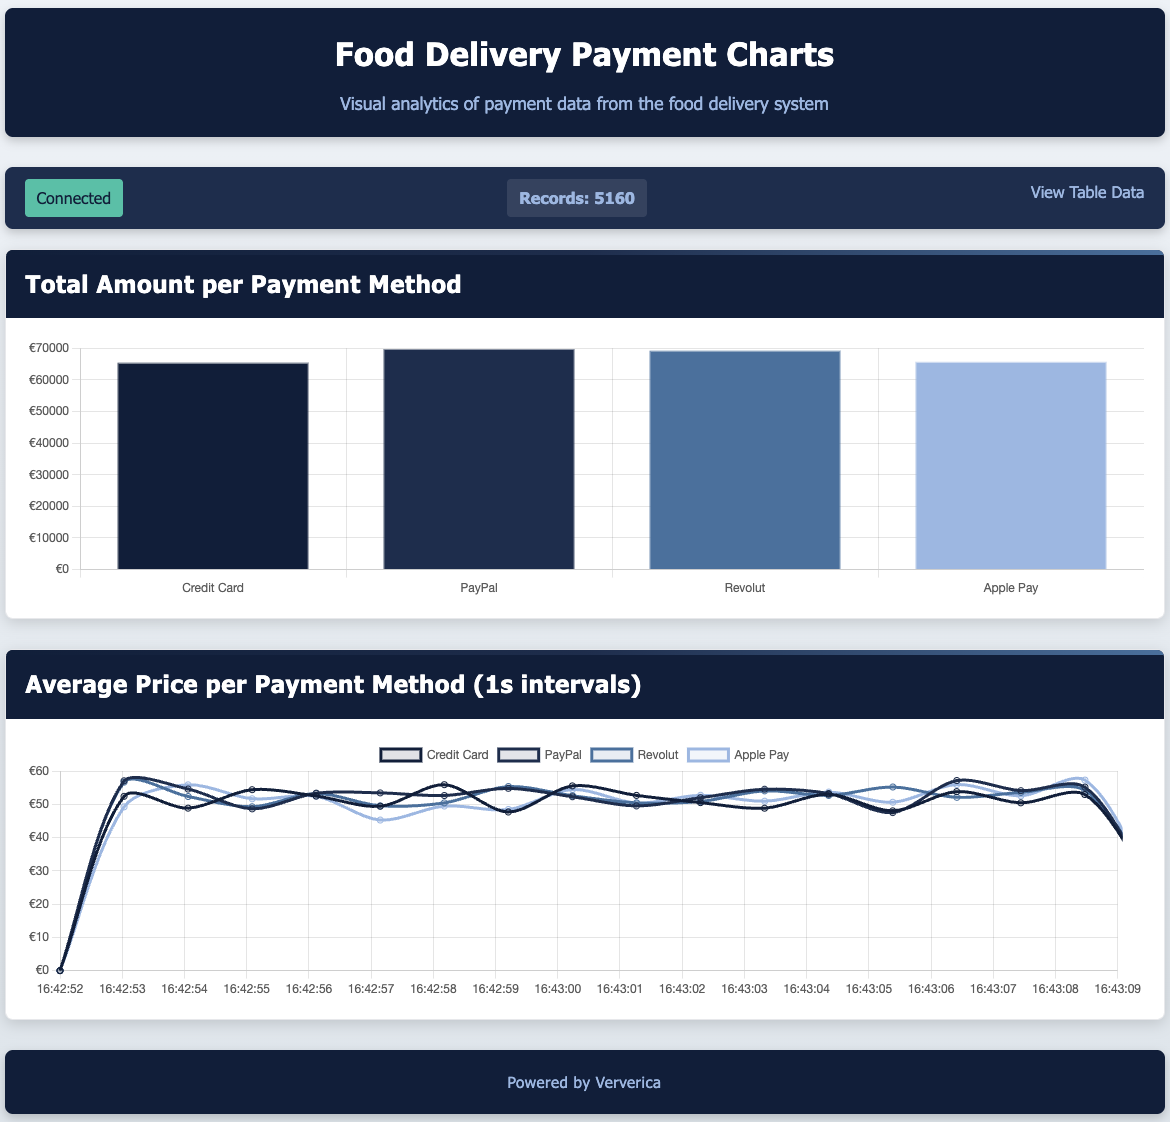 Food Delivery Payment Charts
Visual analytics of payment data from the food delivery system
Connected
Records: 5160
View Table Data
Total Amount per Payment Method
€70000
€60000
€50000
€40000
€30000
€20000
€10000
€0
Credit Card PayPal Revolut Apple Pay
Average Price per Payment Method (1s intervals)
Credit Card PayPal Revolut Apple Pay
€60
€50
€40
€30
€20
€10
€0
16:42:52 16:42:53 16:42:54 16:42:55 16:42:56 16:42:57 16:42:58 16:42:59 16:43:00 16:43:01 16:43:02 16:43:03 16:43:04 16:43:05 16:43:06 16:43:07 16:43:08 16:43:09
Powered by Ververica